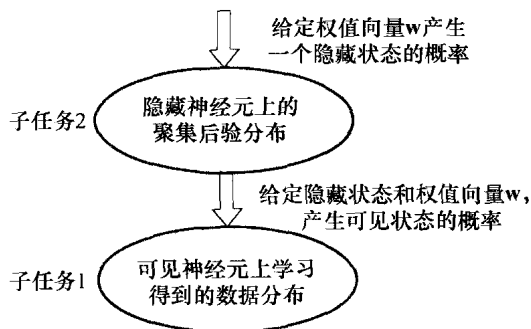 给定权值向量w产生
一个隐藏状态的概率
子任务2
隐藏神经元上的
聚集后验分布
给定隐藏状态和权值向量w，
产生可见状态的概率
子任务1
可见神经元上学习
得到的数据分布